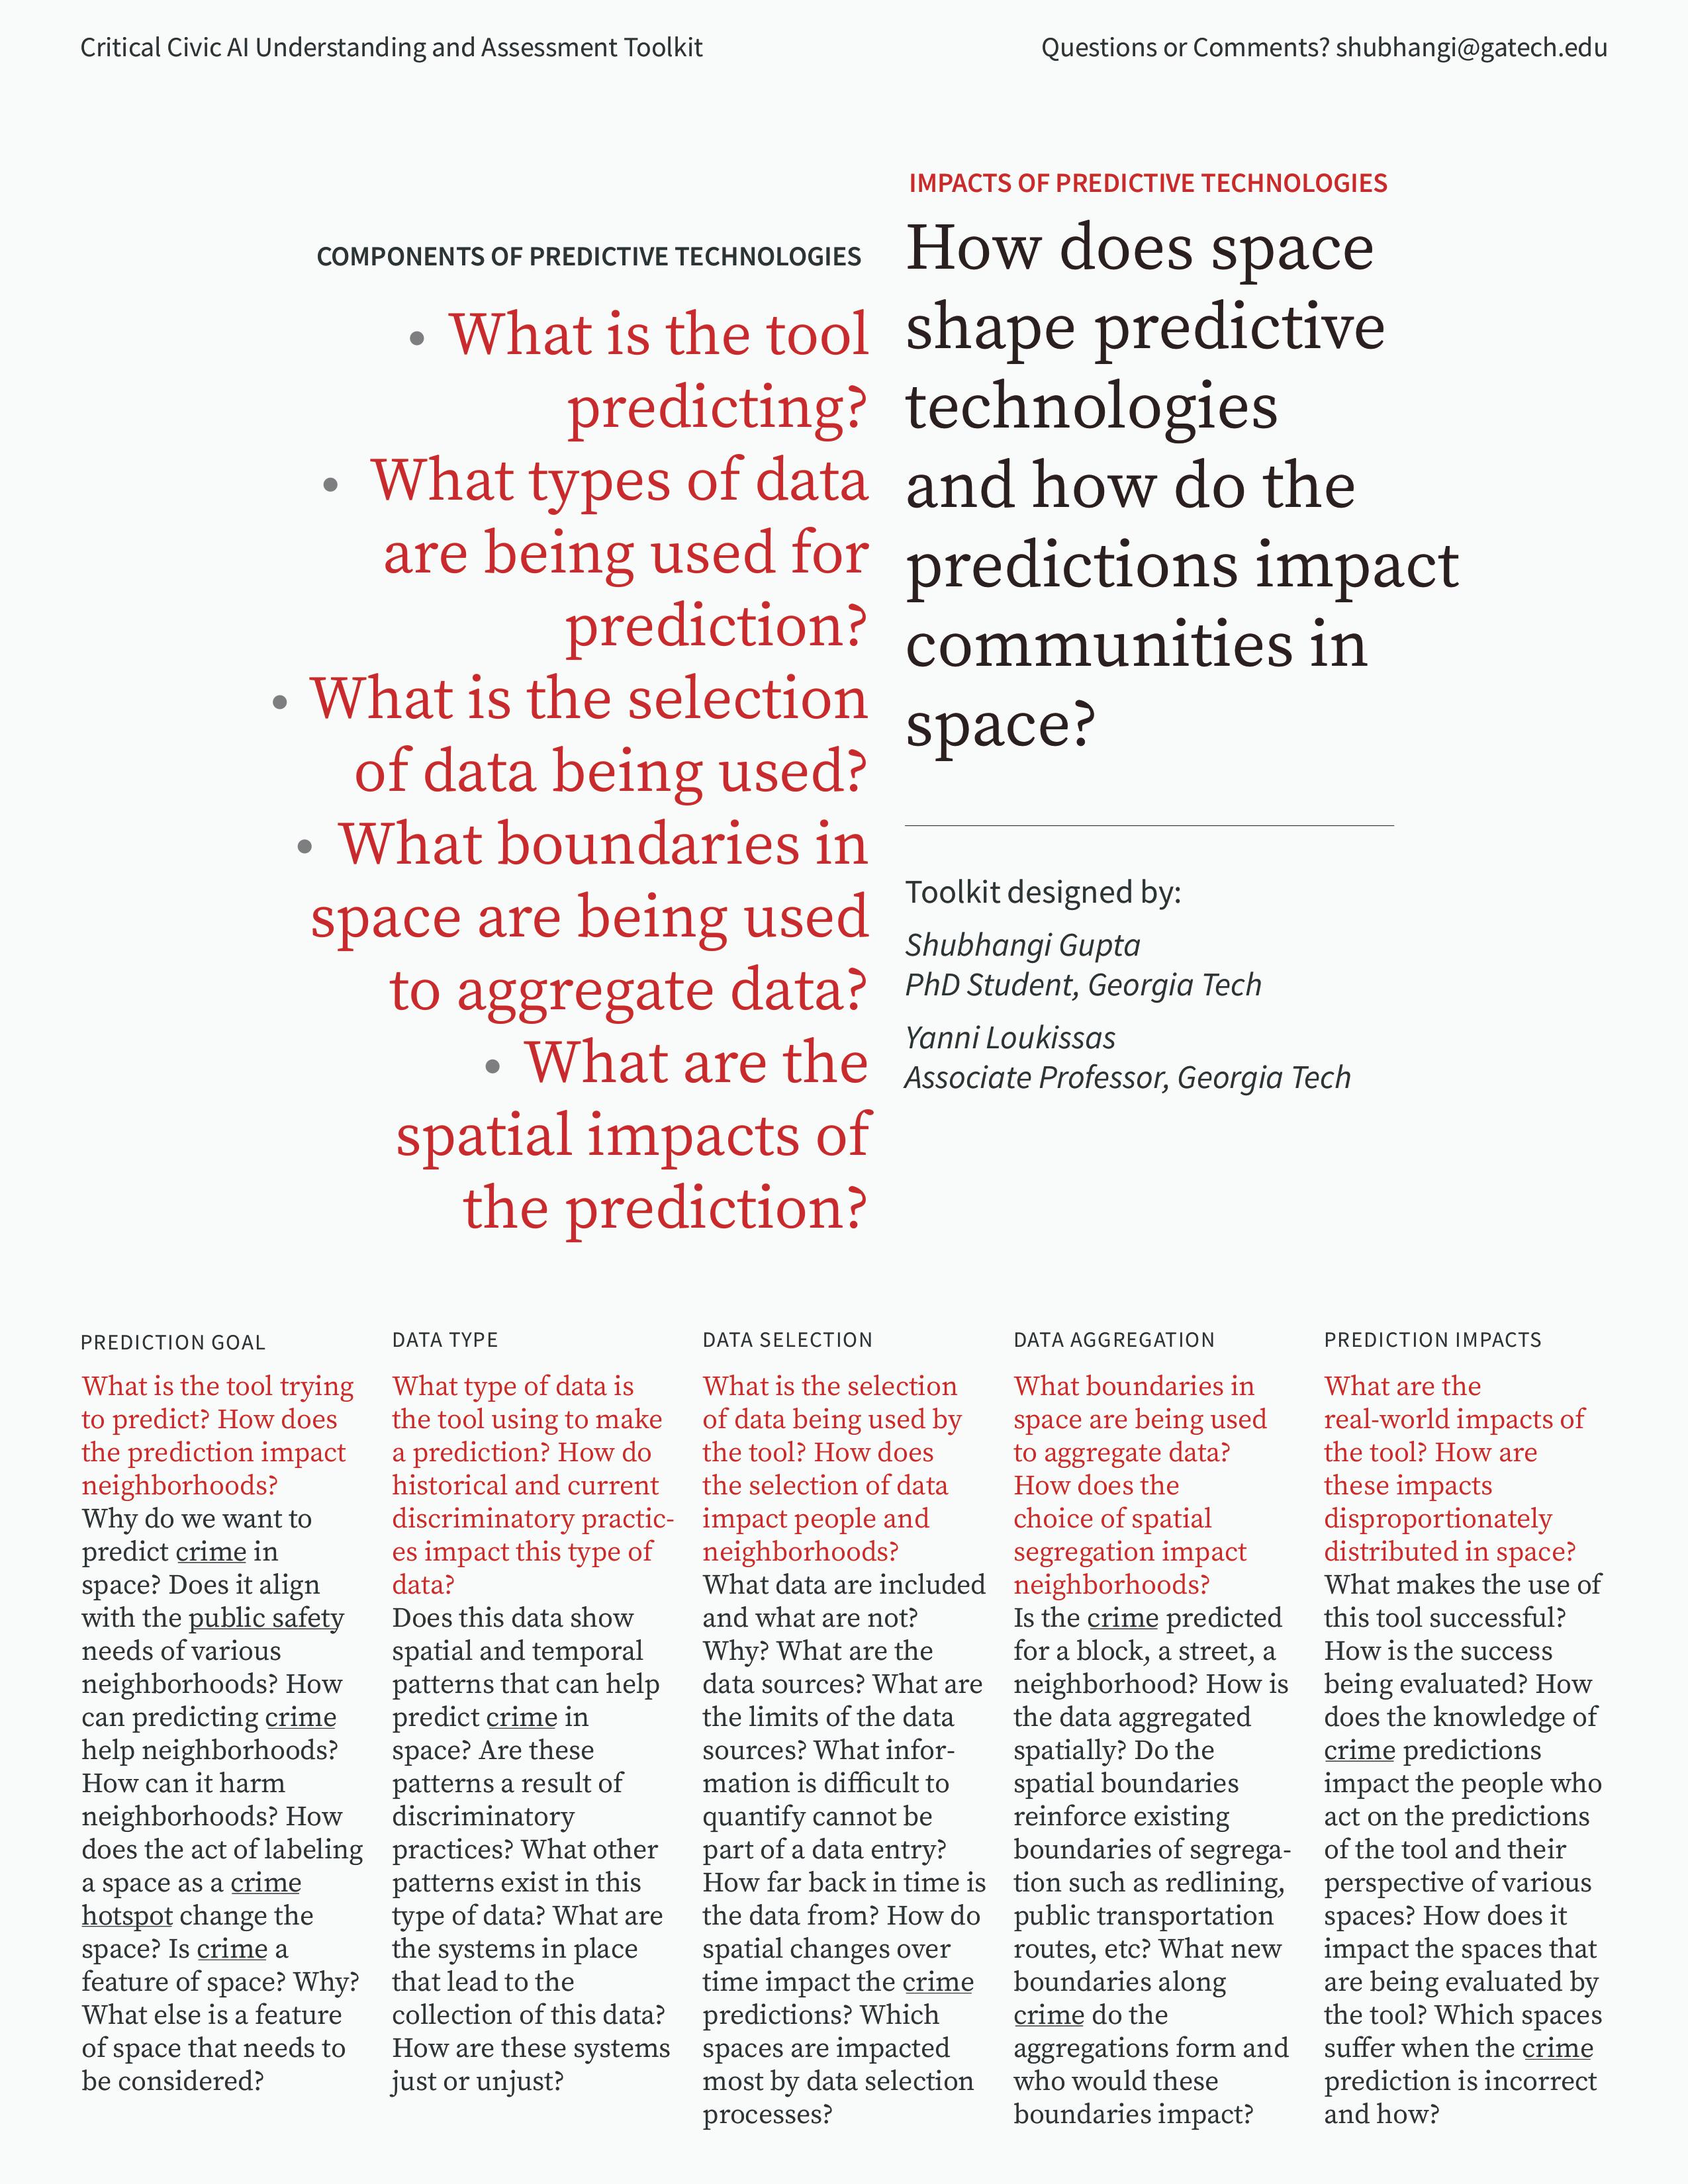 Critical Civic AI Understanding and Assessment Toolkit
Questions or Comments? shubhangi@gatech.edu
COMPONENTS OF PREDICTIVE TECHNOLOGIES
• What is the tool
predicting?
• What types of data
are being used for
prediction?
• What is the selection
of data being used?
• What boundaries in
space are being used
to aggregate data?
• What are the
spatial impacts of
the prediction?
IMPACTS OF PREDICTIVE TECHNOLOGIES
How does space
shape predictive
technologies
and how do the
predictions impact
communities in
space?
Toolkit designed by:
Shubhangi Gupta
PhD Student, Georgia Tech
Yanni Loukissas
Associate Professor, Georgia Tech
PREDICTION GOAL
What is the tool trying
to predict? How does
the prediction impact
neighborhoods?
Why do we want to
predict crime in
space? Does it align
with the public safety
needs of various
neighborhoods? How
can predicting crime
help neighborhoods?
How can it harm
neighborhoods? How
does the act of labeling
a space as a crime
hotspot change the
space? Is crime a
feature of space? Why?
What else is a feature
of space that needs to
be considered?
DATA TYPE
What type of data is
the tool using to make
a prediction? How do
historical and current
discriminatory practic-
es impact this type of
data?
Does this data show
spatial and temporal
patterns that can help
predict crime in
space? Are these
patterns a result of
discriminatory
practices? What other
patterns exist in this
type of data? What are
the systems in place
that lead to the
collection of this data?
How are these systems
just or unjust?
DATA SELECTION
What is the selection
of data being used by
the tool? How does
the selection of data
impact people and
neighborhoods?
What data are included
and what are not?
Why? What are the
data sources? What are
the limits of the data
sources? What infor-
mation is difficult to
quantify cannot be
part of a data entry?
How far back in time is
the data from? How do
spatial changes over
time impact the crime
predictions? Which
spaces are impacted
most by data selection
processes?
DATA AGGREGATION
What boundaries in
space are being used
to aggregate data?
How does the
choice of spatial
segregation impact
neighborhoods?
Is the crime predicted
for a block, a street, a
neighborhood? How is
the data aggregated
spatially? Do the
spatial boundaries
reinforce existing
boundaries of segrega-
tion such as redlining,
public transportation
routes, etc? What new
boundaries along
crime do the
aggregations form and
who would these
boundaries impact?
PREDICTION IMPACTS
What are the
real-world impacts of
the tool? How are
these impacts
disproportionately
distributed in space?
What makes the use of
this tool successful?
How is the success
being evaluated? How
does the knowledge of
crime predictions
impact the people who
act on the predictions
of the tool and their
perspective of various
spaces? How does it
impact the spaces that
are being evaluated by
the tool? Which spaces
suffer when the crime
prediction is incorrect
and how?